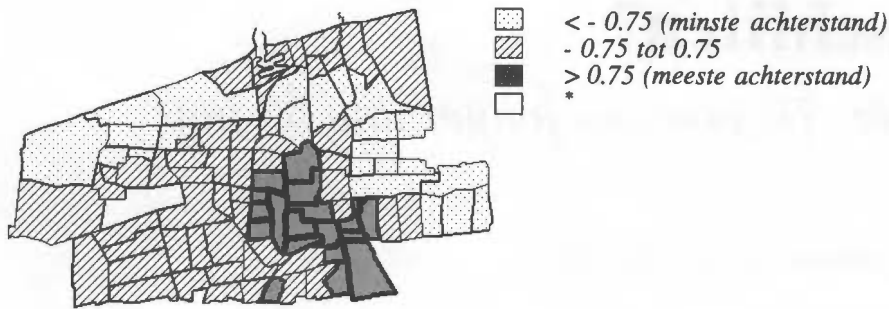 < - 0.75 (minste achterstand)
- 0.75 tot 0.75
> 0.75 (meeste achterstand)
*